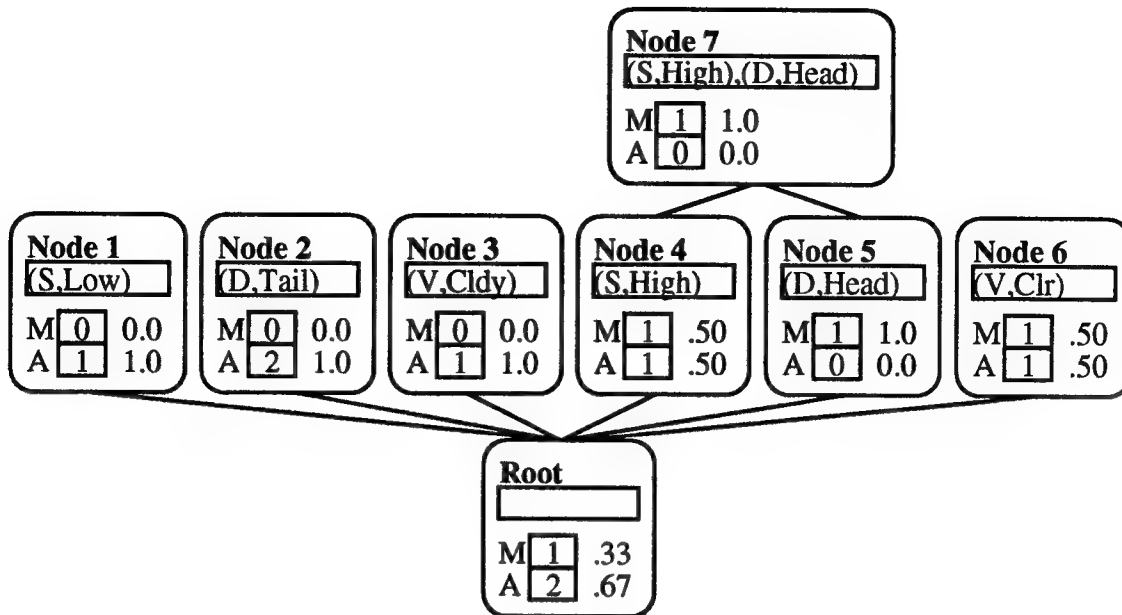 Node 7
(S,High),(D,Head)
M 1 1.0
A 0 0.0
Node 1
(S,Low)
M 0 0.0
A 1 1.0
Node 2
(D,Tail)
M 0 0.0
A 2 1.0
Node 3
(V,Cldy)
M 0 0.0
A 1 1.0
Node 4
(S,High)
M 1 .50
A 1 .50
Node 5
(D,Head)
M 1 1.0
A 0 0.0
Node 6
(V,Clr)
M 1 .50
A 1 .50
Root
M 1 .33
A 2 .67